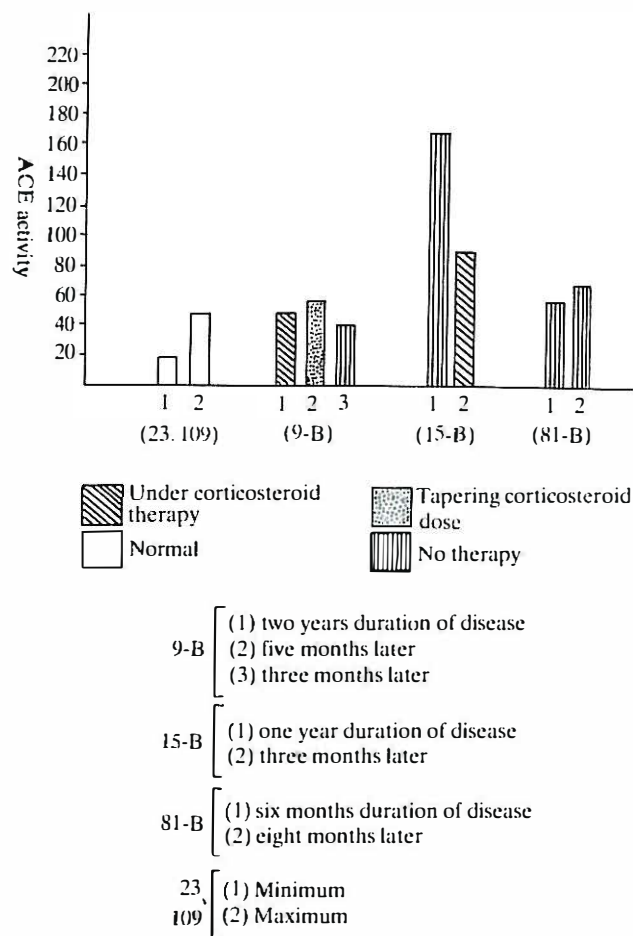 220
200
180
160
140
120
100
80
60
40
20
ACE activity
1 2 1 2 3 1 2 1 2
(23.109) (9-B) (15-B) (81-B)
Under corticosteroid therapy
Tapering corticosteroid dose
Normal
No therapy
9-B
(1) two years duration of disease
(2) five months later
(3) three months later
15-B
(1) one year duration of disease
(2) three months later
81-B
(1) six months duration of disease
(2) eight months later
23,
109
(1) Minimum
(2) Maximum